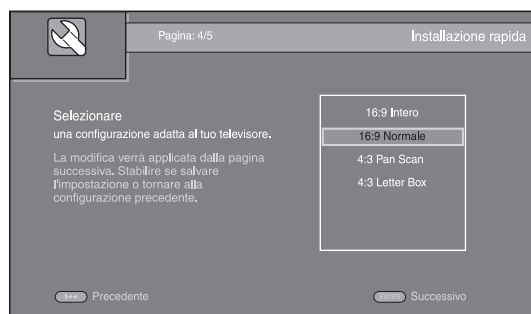 Pagina: 4/5
Installazione rapida
Selezionare
una configurazione adatta al tuo televisore.
La modifica verrà applicata dalla pagina
successiva. Stabilire se salvare
l'impostazione o tornare alla
configurazione precedente.
16:9 Intero
16:9 Normale
4:3 Pan Scan
4:3 Letter Box
Precedente
ENTER Successivo